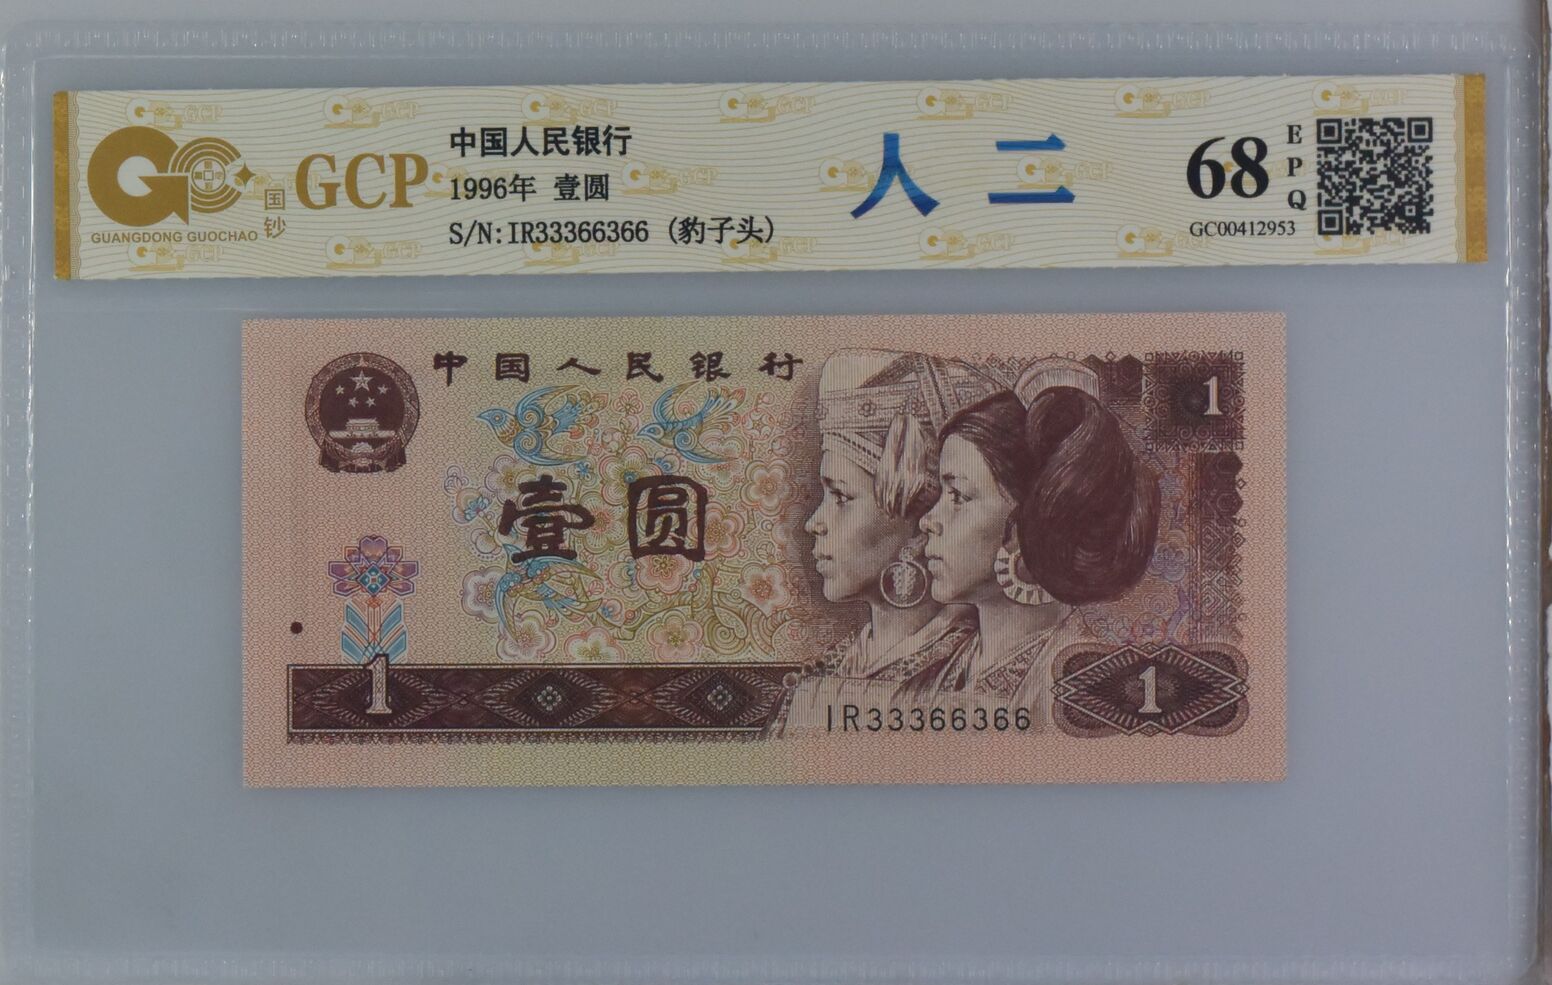 GCP
国钞
GUANGDONG GUOCHAO
中国人民银行
1996年 壹圆
S/N:IR33366366 (豹子头)
人二
68
EPQ
GC00412953
中国人民银行
1
壹圆
1
IR33366366
1